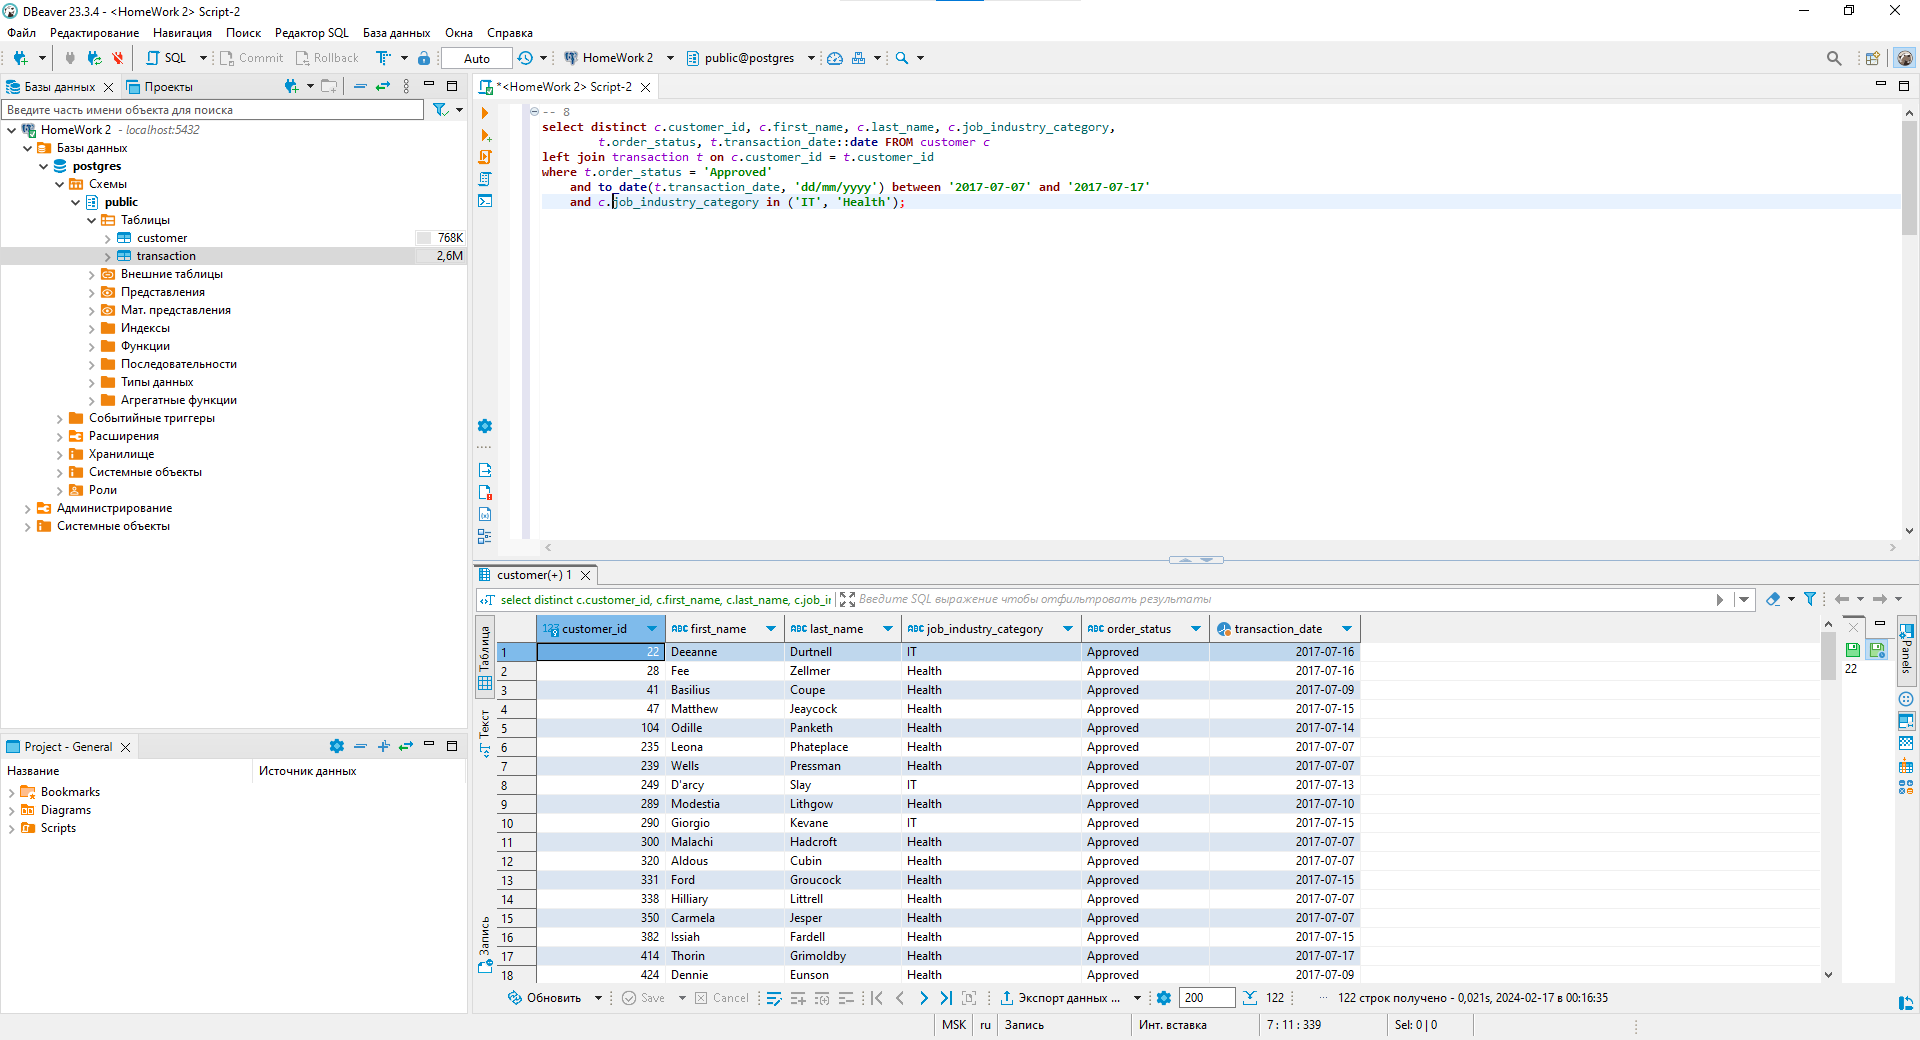 DBeaver 23.3.4 - <HomeWork 2> Script-2
Файл Редактирование Навигация Поиск Редактор SQL База данных Окна Справка
SQL Commit Rollback Auto HomeWork 2 public@postgres
Базы данных Проекты
Введите часть имени объекта для поиска
HomeWork 2 - localhost:5432
Базы данных
postgres
Схемы
public
Таблицы
customer 768K
transaction 2,6M
Внешние таблицы
Представления
Мат. представления
Индексы
Функции
Последовательности
Типы данных
Агрегатные функции
Событийные триггеры
Расширения
Хранилище
Системные объекты
Роли
Администрирование
Системные объекты
Project - General
Название Источник данных
Bookmarks
Diagrams
Scripts
*<HomeWork 2> Script-2
-- 8
select distinct c.customer_id, c.first_name, c.last_name, c.job_industry_category,
t.order_status, t.transaction_date::date FROM customer c
left join transaction t on c.customer_id = t.customer_id
where t.order_status = 'Approved'
and to_date(t.transaction_date, 'dd/mm/yyyy') between '2017-07-07' and '2017-07-17'
and c.job_industry_category in ('IT', 'Health');
customer(+) 1
select distinct c.customer_id, c.first_name, c.last_name, c.job_ir Введите SQL выражение чтобы отфильтровать результаты
Таблица
Текст
Запись
123 customer_id ABC first_name ABC last_name ABC job_industry_category ABC order_status transaction_date
1 22 Deeanne Durtnell IT Approved 2017-07-16
2 28 Fee Zellmer Health Approved 2017-07-16
3 41 Basilius Coupe Health Approved 2017-07-09
4 47 Matthew Jeaycock Health Approved 2017-07-15
5 104 Odille Panketh Health Approved 2017-07-14
6 235 Leona Phateplace Health Approved 2017-07-07
7 239 Wells Pressman Health Approved 2017-07-07
8 249 D'arcy Slay IT Approved 2017-07-13
9 289 Modestia Lithgow Health Approved 2017-07-10
10 290 Giorgio Kevane IT Approved 2017-07-15
11 300 Malachi Hadcroft Health Approved 2017-07-07
12 320 Aldous Cubin Health Approved 2017-07-07
13 331 Ford Groucock Health Approved 2017-07-15
14 338 Hilliary Littrell Health Approved 2017-07-07
15 350 Carmela Jesper Health Approved 2017-07-07
16 382 Issiah Fardell Health Approved 2017-07-15
17 414 Thorin Grimoldby Health Approved 2017-07-17
18 424 Dennie Eunson Health Approved 2017-07-09
22
Panels
Обновить Save Cancel Экспорт данных ... 200 122 ... 122 строк получено - 0,021s, 2024-02-17 в 00:16:35
MSK ru Запись Инт. вставка 7 : 11 : 339 Sel: 0 | 0